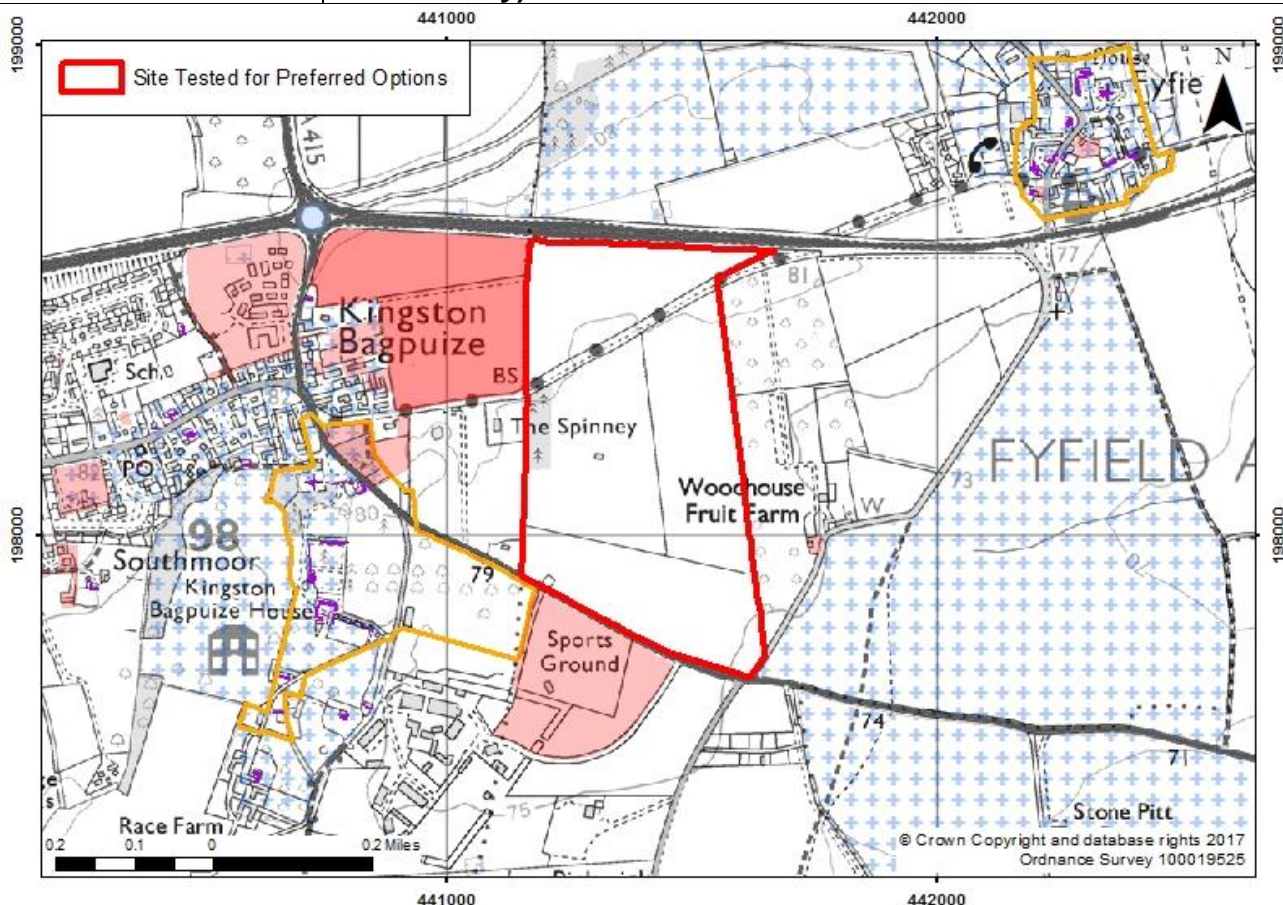 441000
442000
199000
199000
Site Tested for Preferred Options
N
House
Fyfie
415
77
81
Kingston
Bagpuize
BS
Sch
82
The Spinney
FYFIELD A
73
PO
82
80
Woodhouse
Fruit Farm
W
198000
198000
98
Southmoor
Kingston
Bagpuize House
79
Sports
Ground
74
71
75
Stone Pitt
Race Farm
0.2 0.1 0 0.2 Miles
© Crown Copyright and database rights 2017
Ordnance Survey 100019525
441000
442000